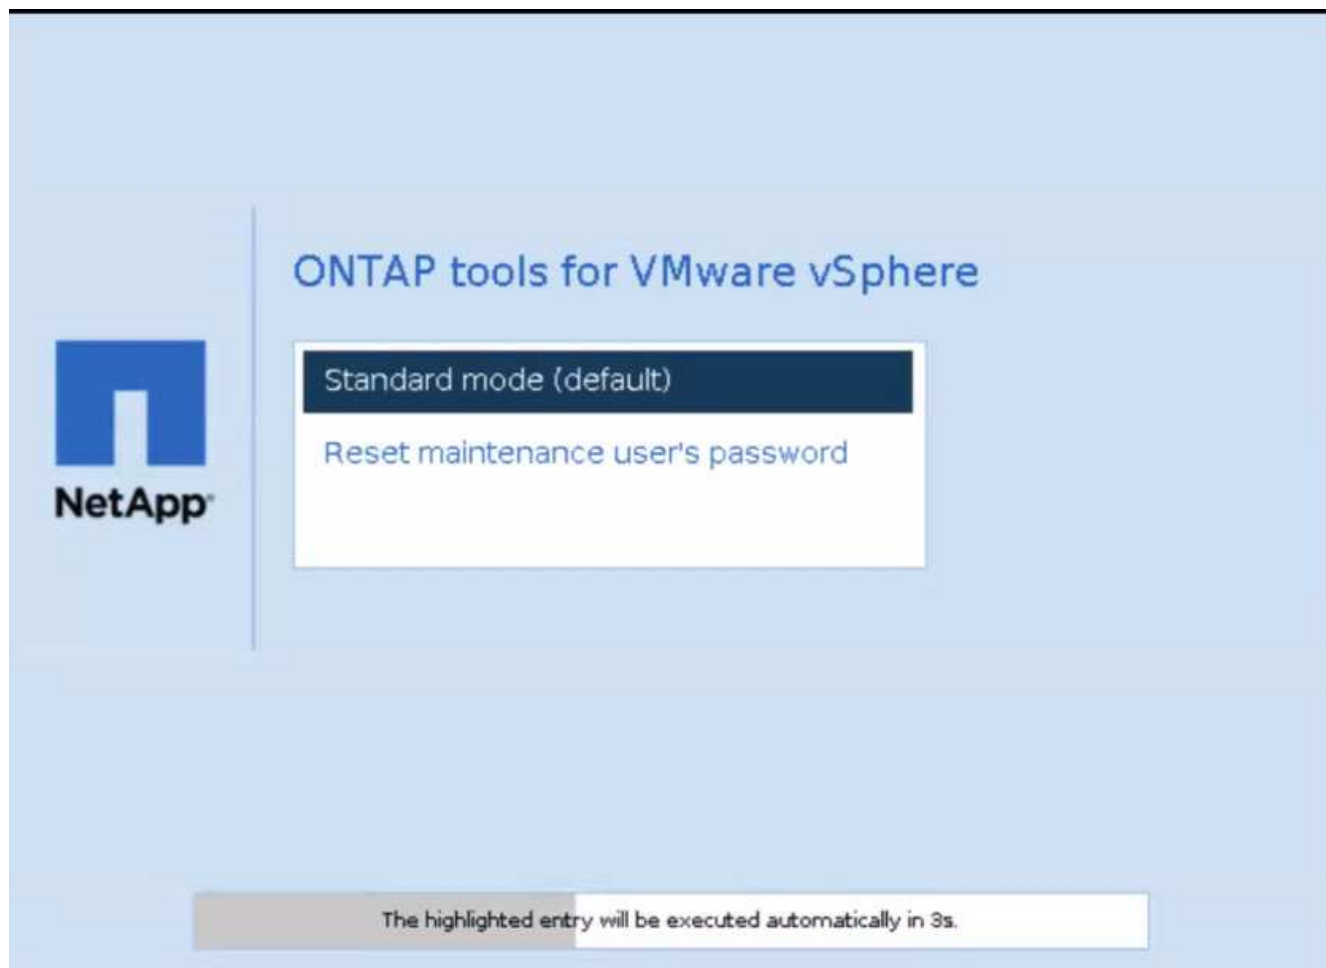 ONTAP tools for VMware vSphere
Standard mode (default)
Reset maintenance user's password
NetApp
The highlighted entry will be executed automatically in 3s.